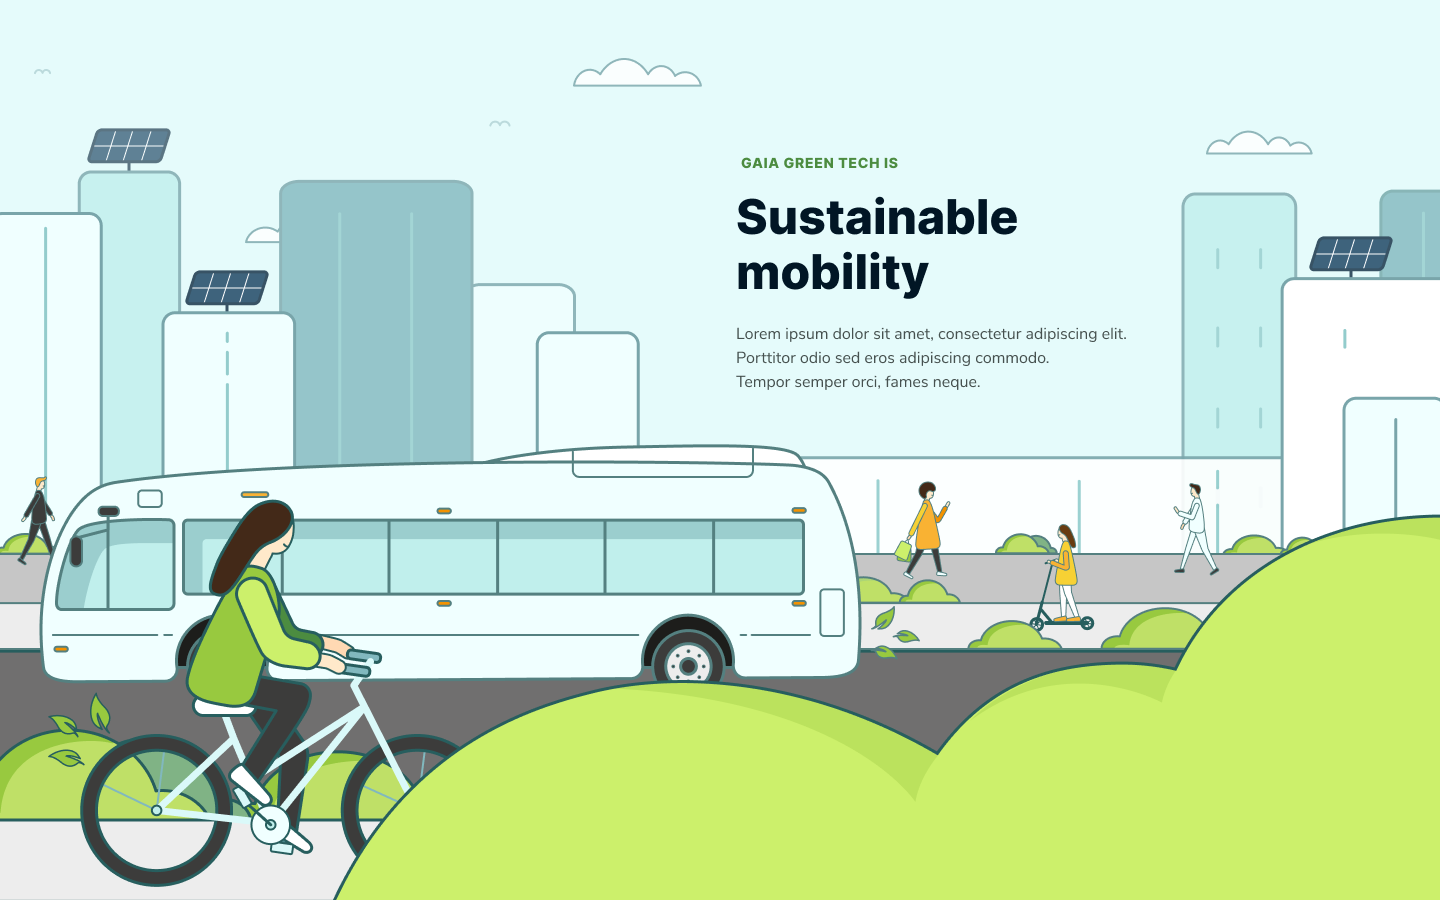 GAIA GREEN TECH IS
Sustainable
mobility
Lorem ipsum dolor sit amet, consectetur adipiscing elit.
Porttitor odio sed eros adipiscing commodo.
Tempor semper orci, fames neque.